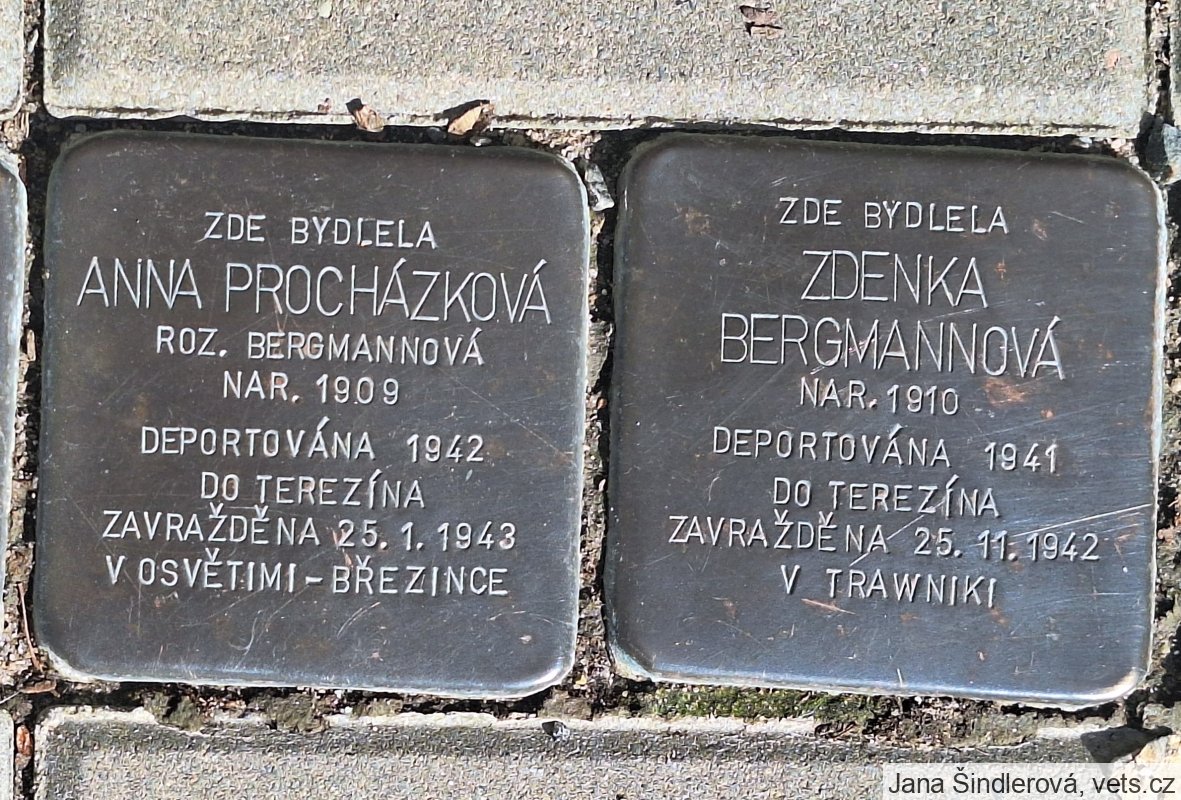 ZDE BYDLELA
ANNA PROCHÁZKOVÁ
ROZ. BERGMANNOVÁ
NAR. 1909
DEPORTOVÁNA 1942
DO TEREZÍNA
ZAVRAŽDĚNA 25.1.1943
V OSVĚTIMI-BŘEZINCE
ZDE BYDLELA
ZDENKA
BERGMANNOVÁ
NAR. 1910
DEPORTOVÁNA 1941
DO TEREZÍNA
ZAVRAŽDĚNA 25.11.1942
V TRAWNIKI
Jana Šindlerová, vets.cz